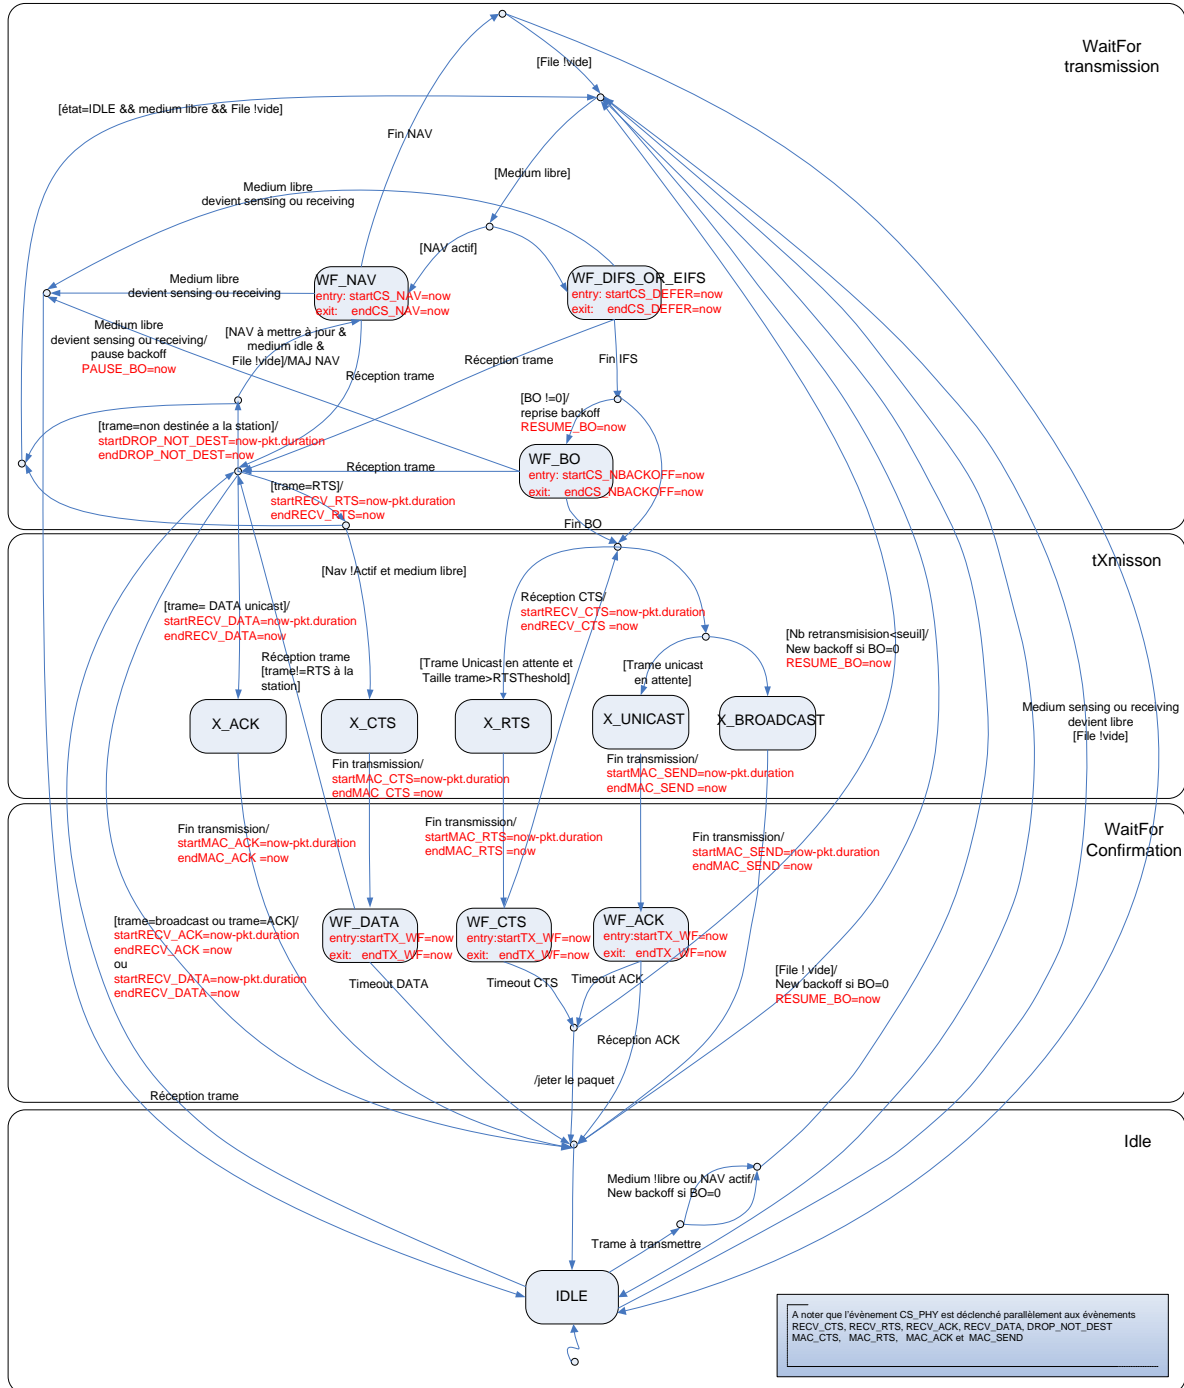 WaitFor
transmission
[File !vide]
[état=IDLE && medium libre && File !vide]
Fin NAV
[Medium libre]
Medium libre
devient sensing ou receiving
[NAV actif]
WF_NAV
entry: startCS_NAV=now
exit: endCS_NAV=now
WF_DIFS_OR_EIFS
entry: startCS_DEFER=now
exit: endCS_DEFER=now
Medium libre
devient sensing ou receiving
Medium libre
devient sensing ou receiving/
pause backoff
PAUSE_BO=now
[NAV à mettre à jour &
medium idle &
File !vide]/MAJ NAV
Réception trame
Réception trame
Fin IFS
[BO !=0]/
reprise backoff
RESUME_BO=now
[trame=non destinée a la station]/
startDROP_NOT_DEST=now-pkt.duration
endDROP_NOT_DEST=now
WF_BO
entry: startCS_NBACKOFF=now
exit: endCS_NBACKOFF=now
Réception trame
[trame=RTS]/
startRECV_RTS=now-pkt.duration
endRECV_RTS=now
Fin BO
tXmisson
[Nav !Actif et medium libre]
[trame= DATA unicast]/
startRECV_DATA=now-pkt.duration
endRECV_DATA=now
Réception CTS/
startRECV_CTS=now-pkt.duration
endRECV_CTS =now
[Nb retransmisision<seuil]/
New backoff si BO=0
RESUME_BO=now
Réception trame
[trame!=RTS à la
station]
[Trame Unicast en attente et
Taille trame>RTSTheshold]
[Trame unicast
en attente]
Medium sensing ou receiving
devient libre
[File !vide]
X_ACK
X_CTS
X_RTS
X_UNICAST
X_BROADCAST
Fin transmission/
startMAC_CTS=now-pkt.duration
endMAC_CTS =now
Fin transmission/
startMAC_SEND=now-pkt.duration
endMAC_SEND =now
WaitFor
Confirmation
Fin transmission/
startMAC_ACK=now-pkt.duration
endMAC_ACK =now
Fin transmission/
startMAC_RTS=now-pkt.duration
endMAC_RTS =now
Fin transmission/
startMAC_SEND=now-pkt.duration
endMAC_SEND =now
[trame=broadcast ou trame=ACK]/
startRECV_ACK=now-pkt.duration
endRECV_ACK =now
ou
startRECV_DATA=now-pkt.duration
endRECV_DATA =now
WF_DATA
entry:startTX_WF=now
exit: endTX_WF=now
WF_CTS
entry:startTX_WF=now
exit: endTX_WF=now
WF_ACK
entry:startTX_WF=now
exit: endTX_WF=now
Timeout DATA
Timeout CTS
Timeout ACK
[File ! vide]/
New backoff si BO=0
RESUME_BO=now
Réception ACK
/jeter le paquet
Réception trame
Idle
Medium !libre ou NAV actif/
New backoff si BO=0
Trame à transmettre
IDLE
A noter que l'évènement CS_PHY est déclenché parallèlement aux évènements
RECV_CTS, RECV_RTS, RECV_ACK, RECV_DATA, DROP_NOT_DEST
MAC_CTS, MAC_RTS, MAC_ACK et MAC_SEND